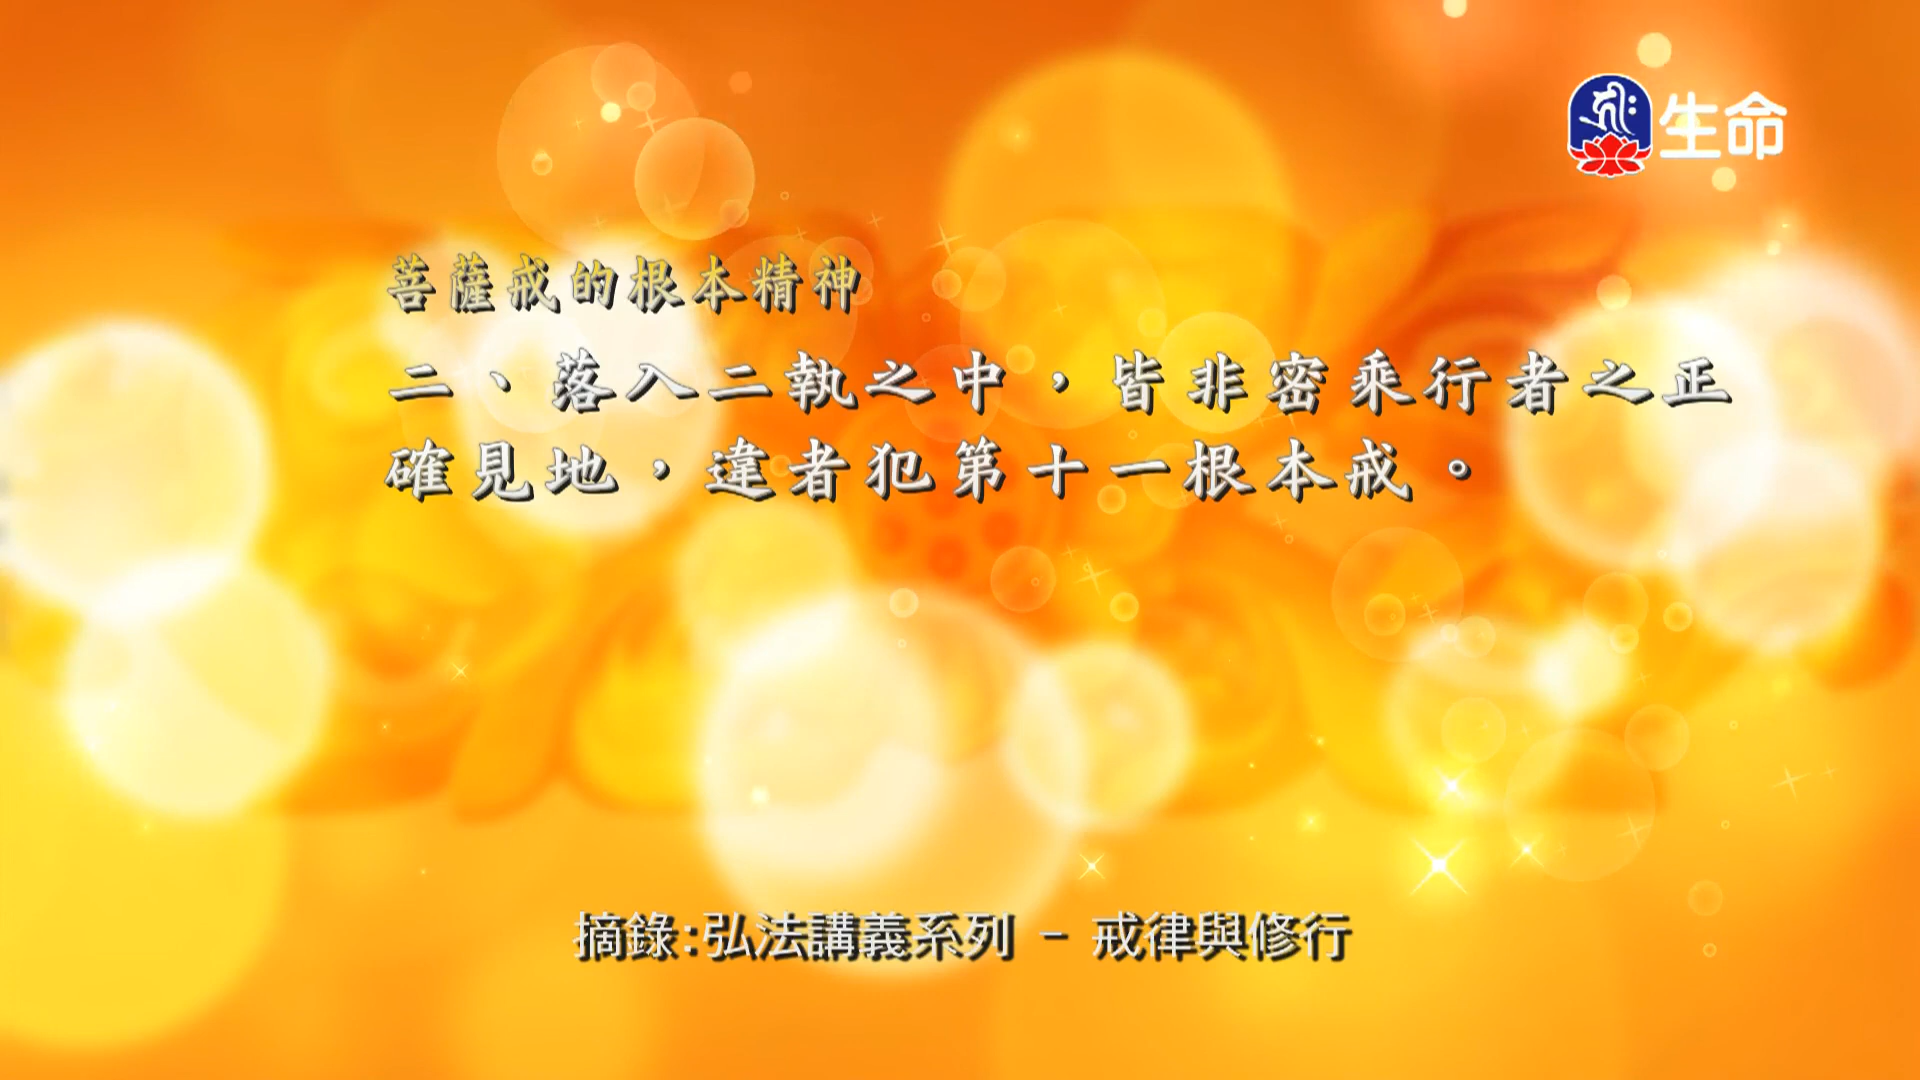 生命
菩薩戒的根本精神
二、落入二執之中，皆非密乘行者之正
確見地，違者犯第十一根本戒。
摘錄:弘法講義系列 - 戒律與修行